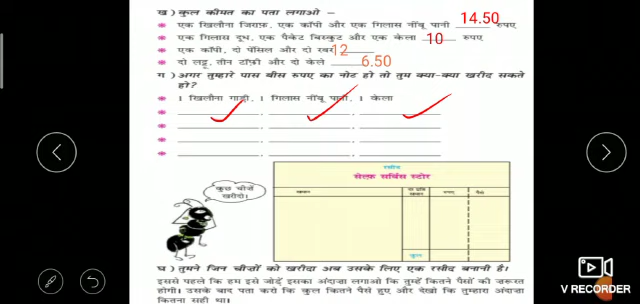 ख) कुल कीमत का पता लगाओ –
एक खिलौना जिराफ़, एक कॉपी और एक गिलास नींबू पानी 14.50 रुपए
एक गिलास दूध, एक पैकेट बिस्कुट और एक केला 10 रुपए
एक कॉपी, दो पेंसिल और दो रबर 12
दो लट्टू, तीन टॉफ़ी और दो केले 6.50
ग) अगर तुम्हारे पास बीस रुपए का नोट हो तो तुम क्या-क्या खरीद सकते
हो?
1 खिलौना गाड़ी, 1 गिलास नींबू पानी, 1 केला
रसीद
सेल्फ़ सर्विस स्टोर
कुछ चीज़ें
खरीदो।
सामान रुपए पैसे
कुल
घ) तुमने जिन चीज़ों को खरीदा अब उसके लिए एक रसीद बनानी है।
इससे पहले कि हम इसे जोड़ें इसका अंदाज़ा लगाओ कि तुम्हें कितने पैसों की ज़रूरत
होगी। उसके बाद पता करो कि कुल कितने पैसे हुए और देखो कि तुम्हारा अंदाज़ा
कितना सही था।
V RECORDER